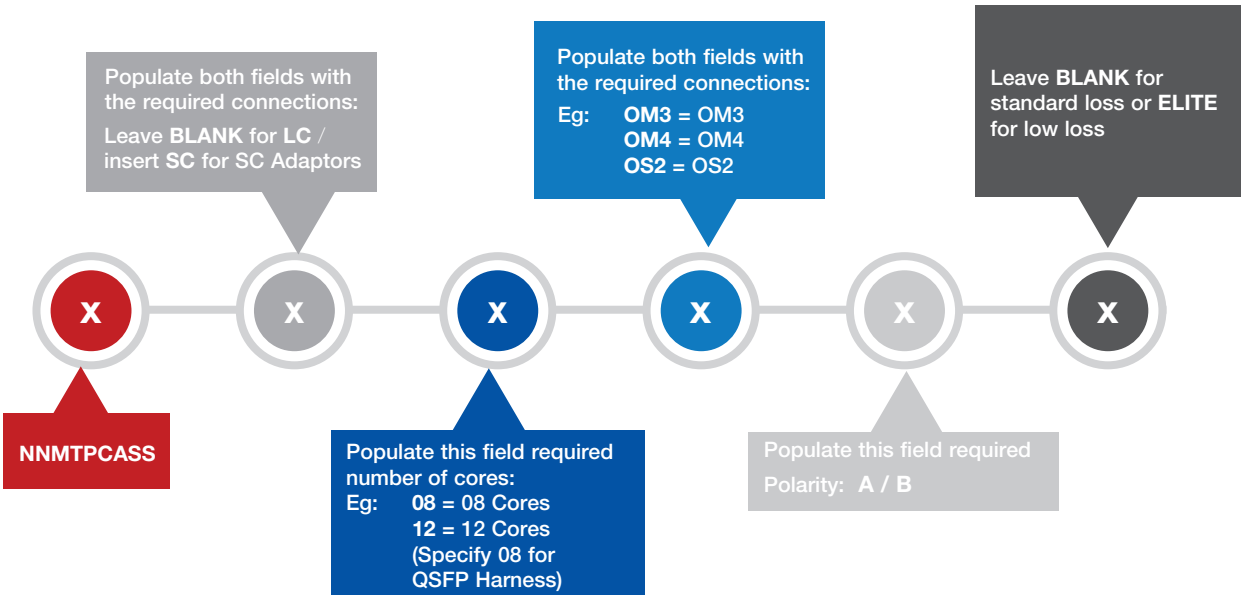 Populate both fields with
the required connections:
Leave BLANK for LC /
insert SC for SC Adaptors
Populate both fields with
the required connections:
Eg: OM3 = OM3
OM4 = OM4
OS2 = OS2
Leave BLANK for
standard loss or ELITE
for low loss
X X X X X X
NNMTPCASS
Populate this field required
number of cores:
Eg: 08 = 08 Cores
12 = 12 Cores
(Specify 08 for
QSFP Harness)
Populate this field required
Polarity: A / B